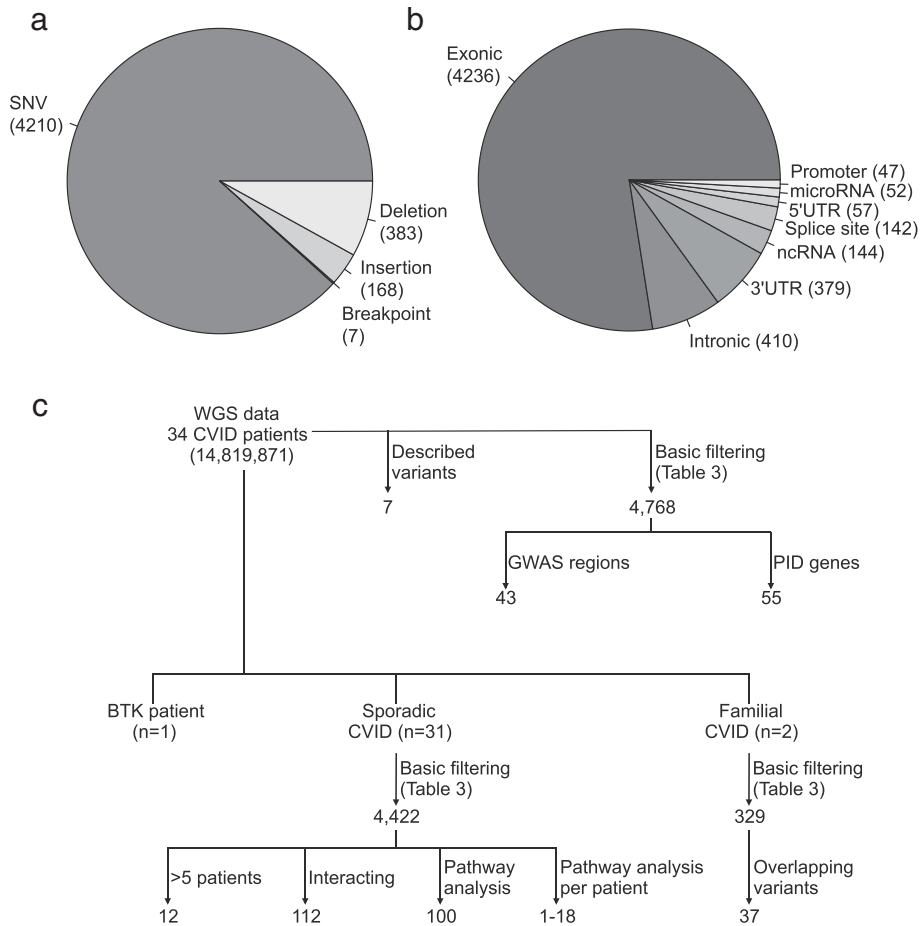 a
SNV
(4210)
Deletion
(383)
Insertion
(168)
Breakpoint
(7)
b
Exonic
(4236)
Promoter (47)
microRNA (52)
5'UTR (57)
Splice site (142)
ncRNA (144)
3'UTR (379)
Intronic (410)
c
WGS data
34 CVID patients
(14,819,871)
Described
variants
7
Basic filtering
(Table 3)
4,768
GWAS regions
43
PID genes
55
BTK patient
(n=1)
Sporadic
CVID (n=31)
Familial
CVID (n=2)
Basic filtering
(Table 3)
4,422
Basic filtering
(Table 3)
329
>5 patients
12
Interacting
112
Pathway
analysis
100
Pathway analysis
per patient
1-18
Overlapping
variants
37